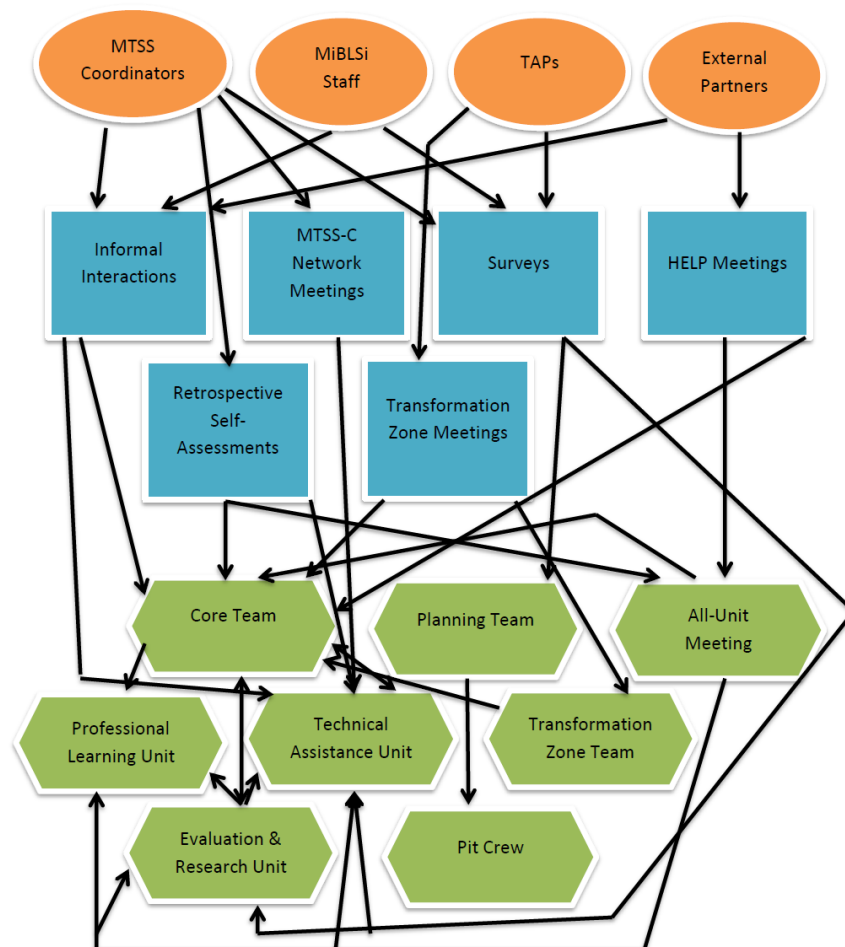 MTSS
Coordinators
MiBLSi
Staff
TAPs
External
Partners
Informal
Interactions
MTSS-C
Network
Meetings
Surveys
HELP Meetings
Retrospective
Self-
Assessments
Transformation
Zone Meetings
Core Team
Planning Team
All-Unit
Meeting
Professional
Learning Unit
Technical
Assistance Unit
Transformation
Zone Team
Evaluation &
Research Unit
Pit Crew